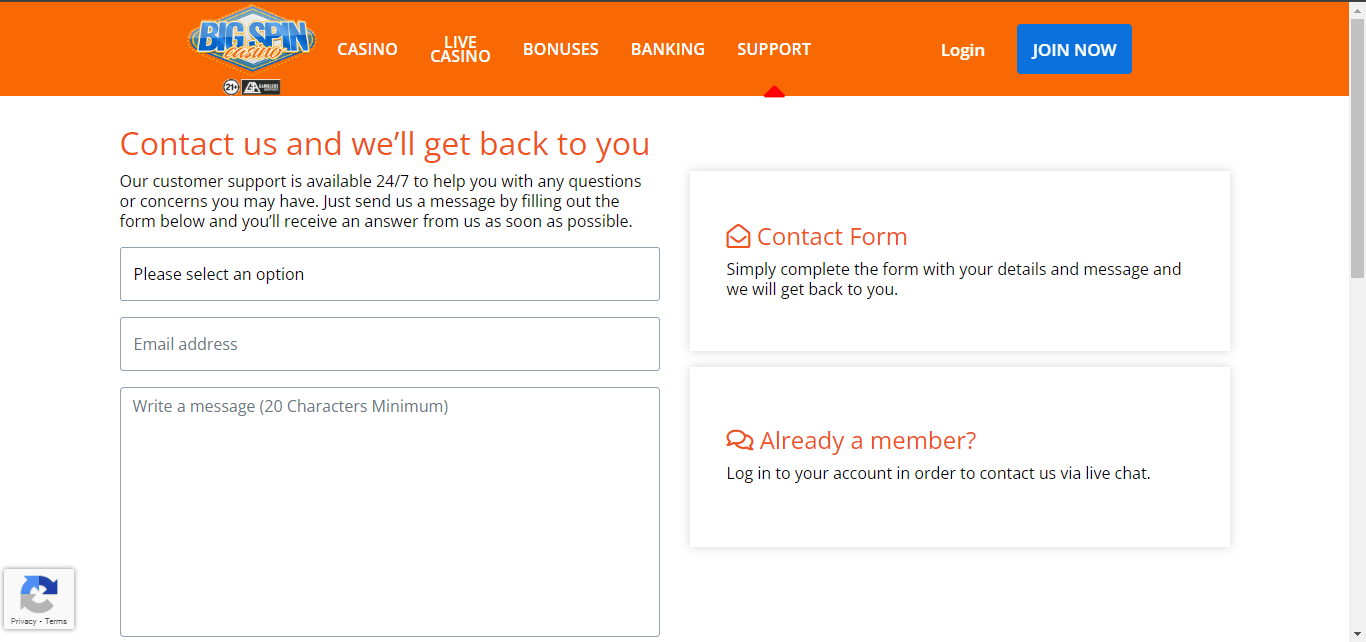 BIG SPIN
casino
21+
CASINO
LIVE
CASINO
BONUSES
BANKING
SUPPORT
Login
JOIN NOW
Contact us and we’ll get back to you
Our customer support is available 24/7 to help you with any questions
or concerns you may have. Just send us a message by filling out the
form below and you’ll receive an answer from us as soon as possible.
Please select an option
Email address
Write a message (20 Characters Minimum)
Contact Form
Simply complete the form with your details and message and
we will get back to you.
Already a member?
Log in to your account in order to contact us via live chat.
Privacy - Terms